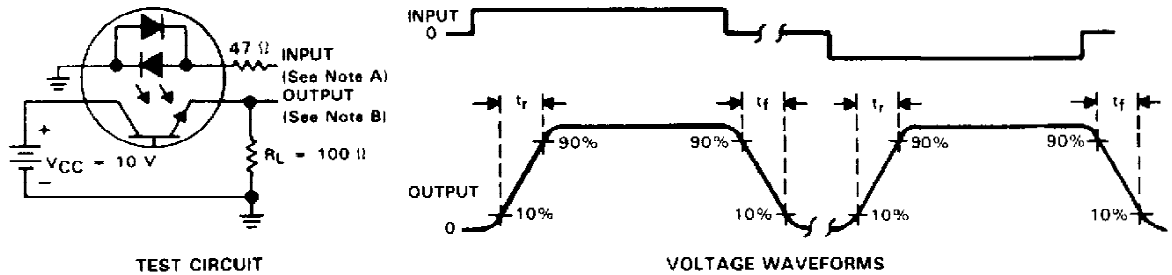 47 Ω
INPUT
(See Note A)
OUTPUT
(See Note B)
+
VCC = 10 V
−
RL = 100 Ω
TEST CIRCUIT
INPUT
0
tr
tf
tr
tf
90%
90%
90%
90%
OUTPUT
0
10%
10%
10%
10%
VOLTAGE WAVEFORMS